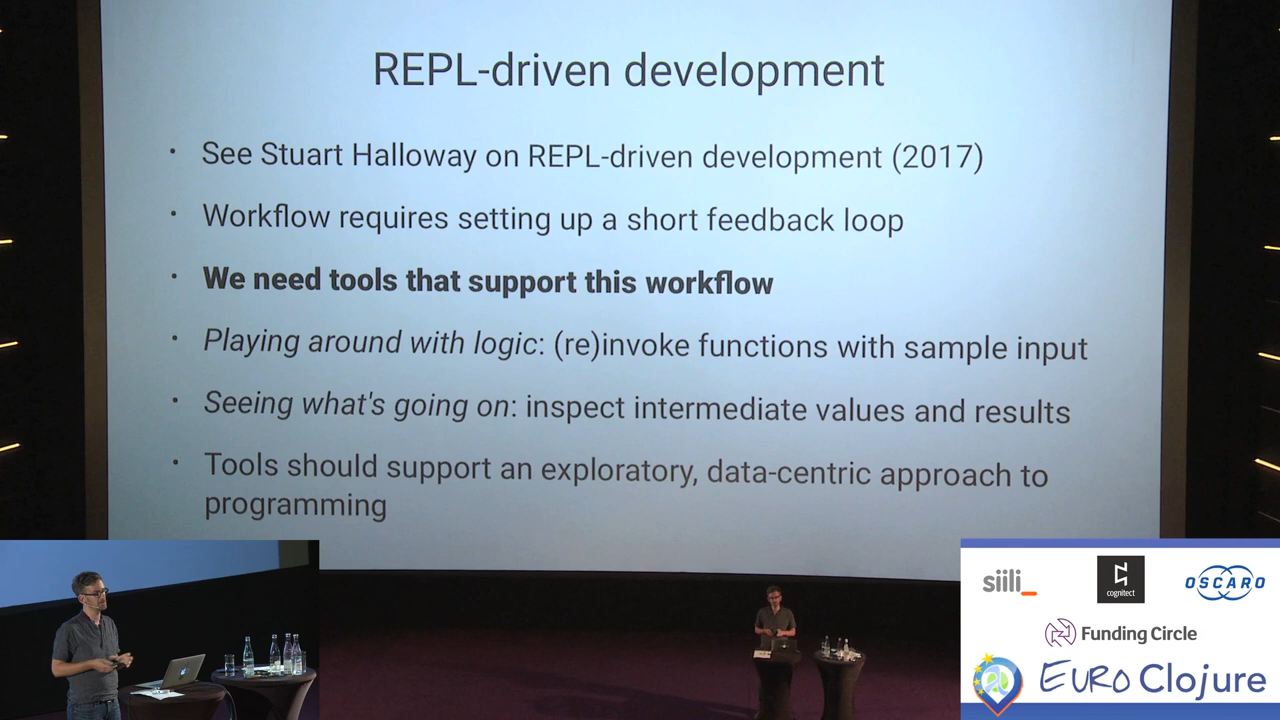 REPL-driven development
· See Stuart Halloway on REPL-driven development (2017)
· Workflow requires setting up a short feedback loop
· We need tools that support this workflow
· Playing around with logic: (re)invoke functions with sample input
· Seeing what's going on: inspect intermediate values and results
· Tools should support an exploratory, data-centric approach to
programming
siili_
cognitect
OSCARO
Funding Circle
EURO Clojure